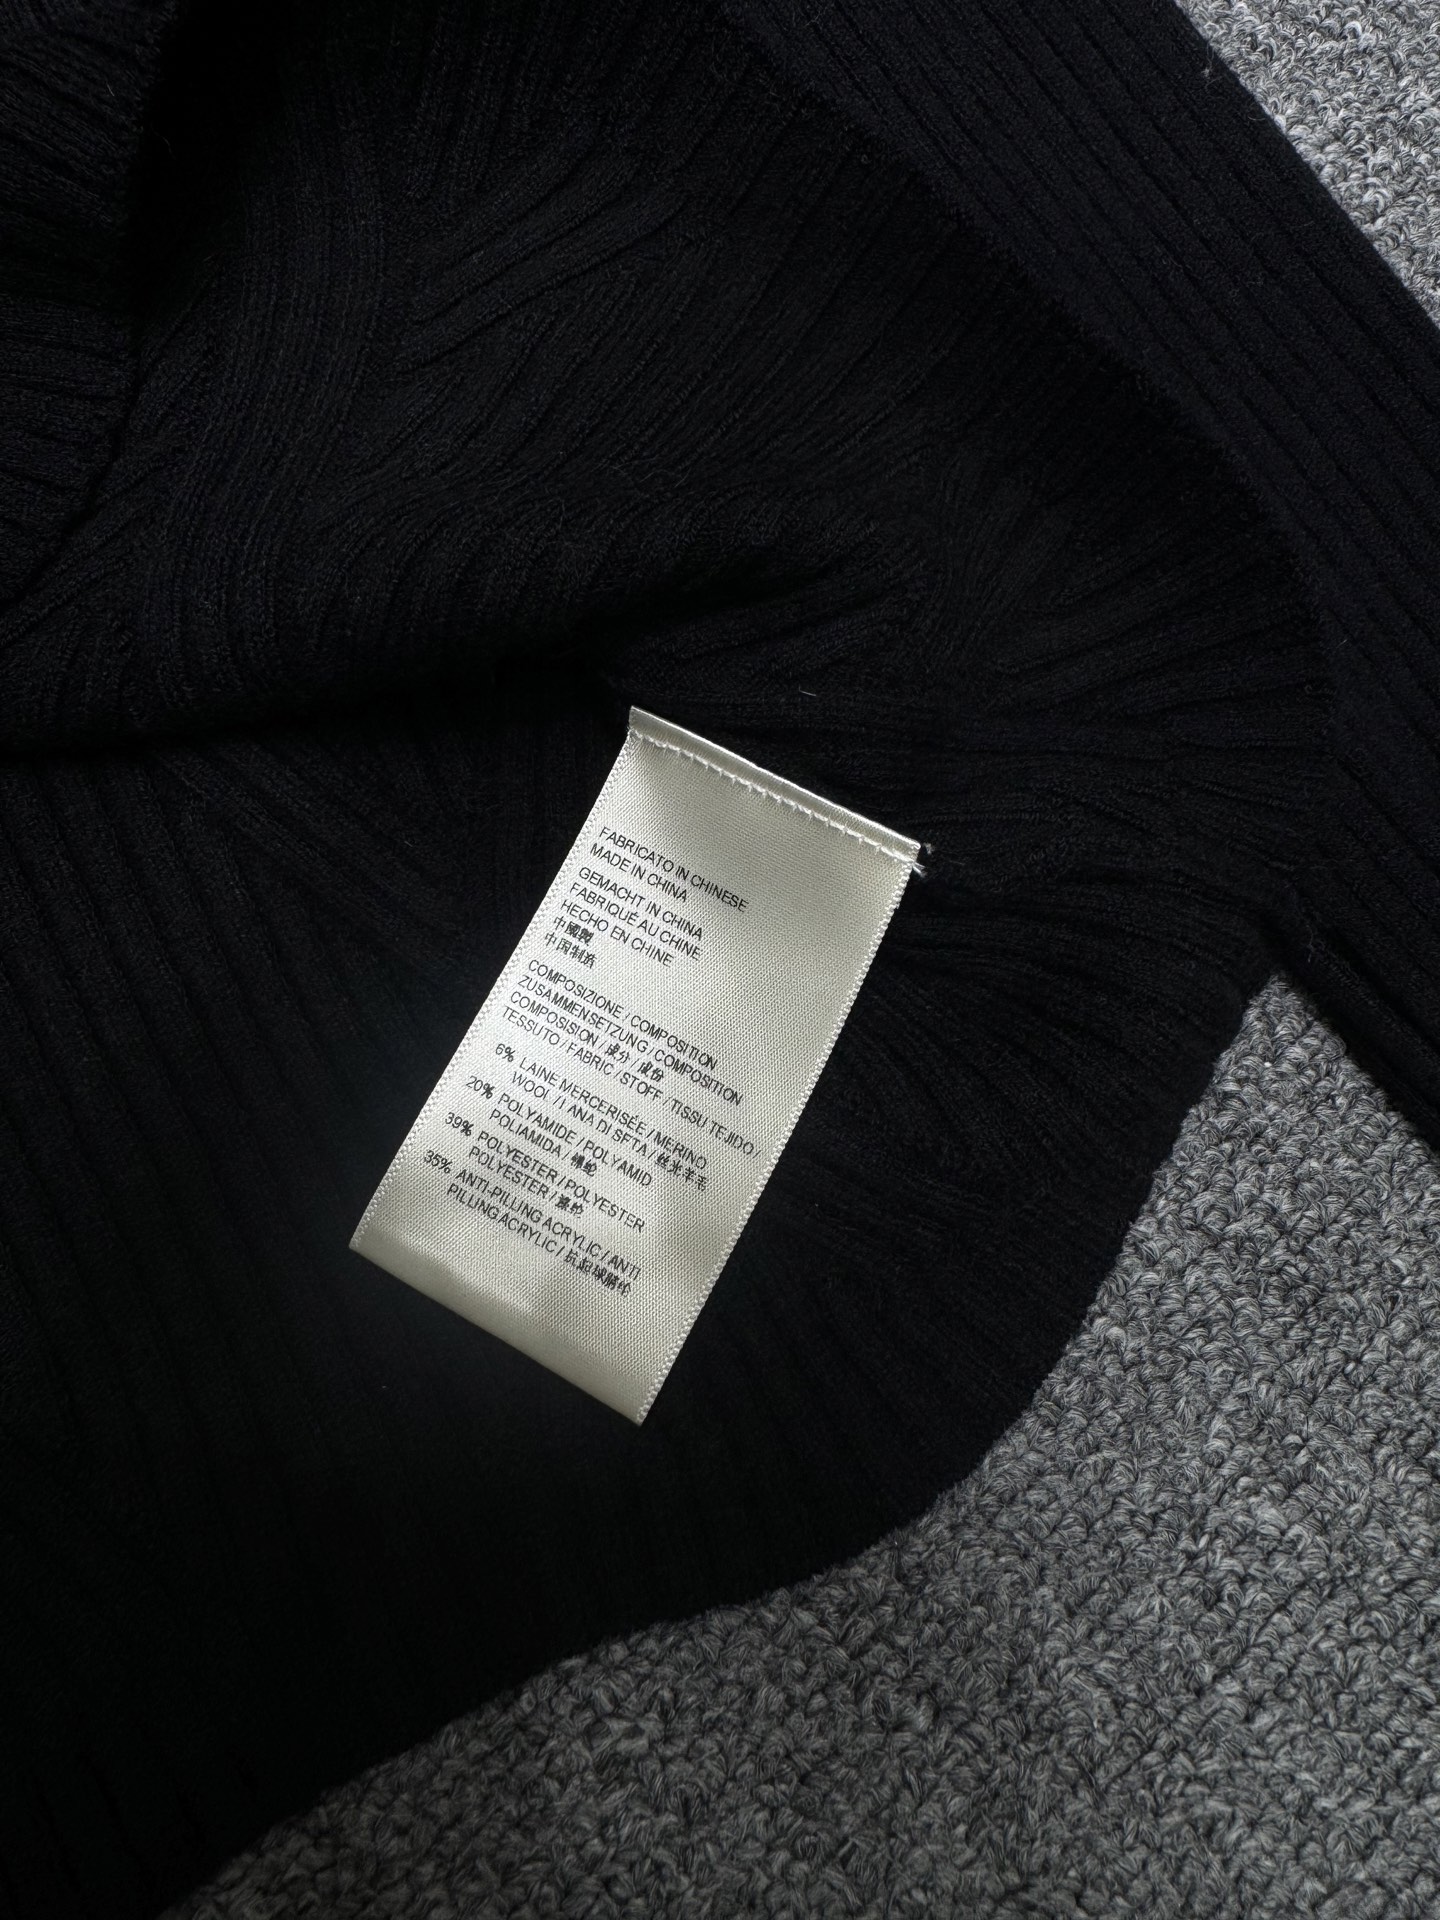 FABRICATO IN CHINESE
MADE IN CHINA
GEMACHT IN CHINA
FABRIQUÉ AU CHINE
HECHO EN CHINE
中國製
中国制造
COMPOSIZIONE / COMPOSITION
ZUSAMMENSETZUNG / COMPOSITION
COMPOSISION / 成分 / 成份
TESSUTO / FABRIC / STOFF / TISSU TEJIDO /
6% LAINE MERCERISÉE / MERINO
WOOL / LANA DI SETA / 丝光羊毛
20% POLYAMIDE / POLYAMID
POLIAMIDA / 锦纶
39% POLYESTER / POLYESTER
POLYESTER / 涤纶
35% ANTI-PILLING ACRYLIC / ANTI
PILLING ACRYLIC / 抗起球腈纶